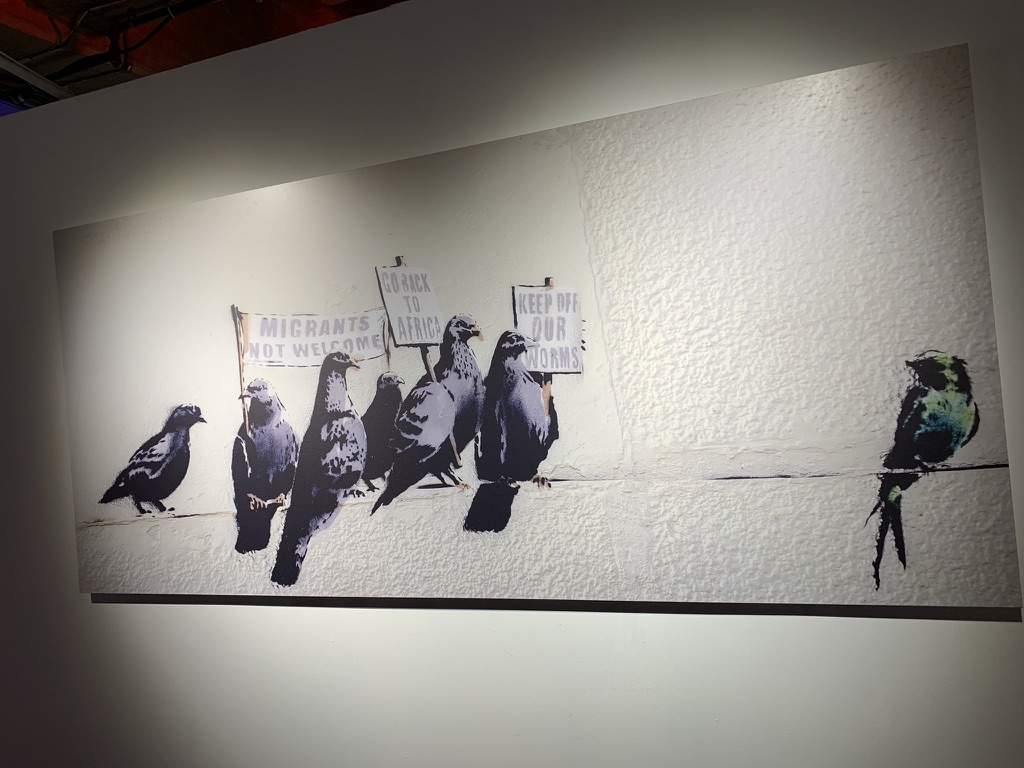 MIGRANTS
NOT WELCOME
GO BACK
TO
AFRICA
KEEP OFF
OUR
WORMS